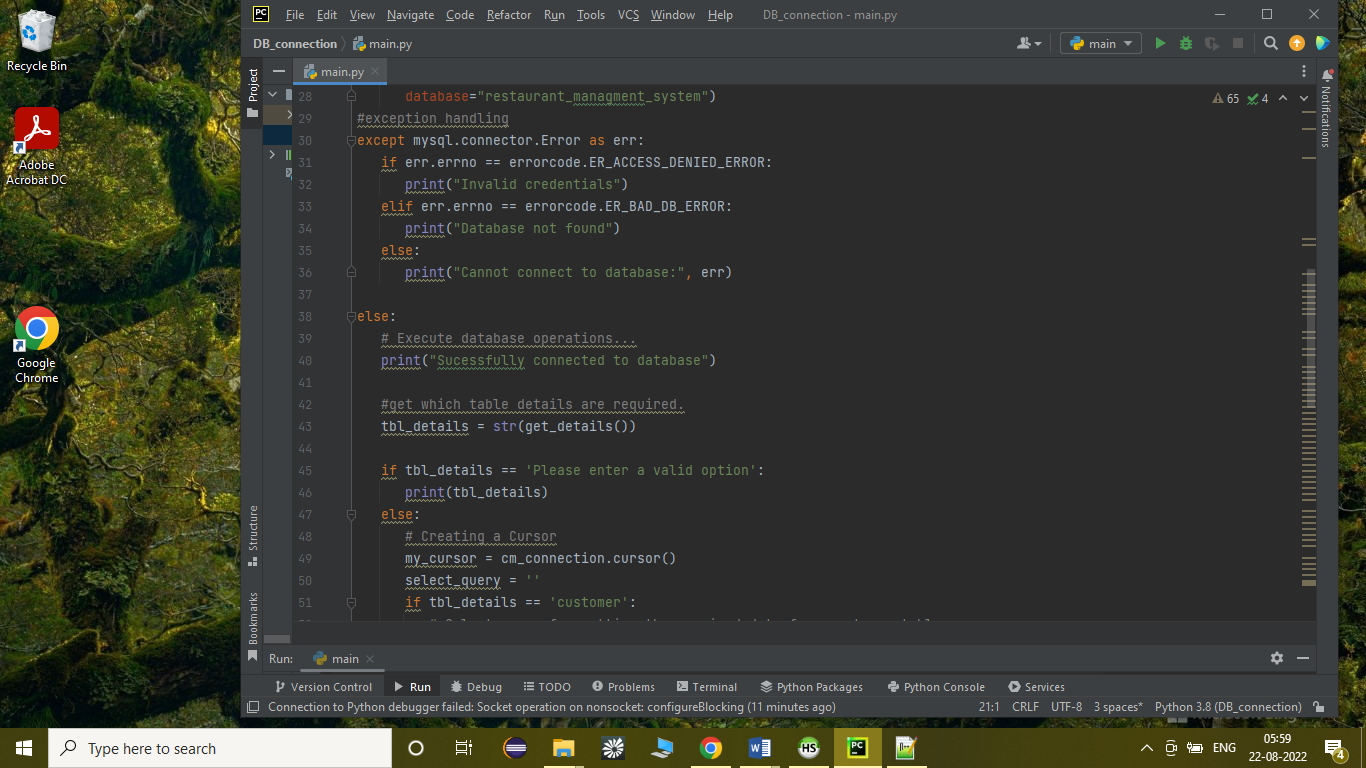 Recycle Bin
Adobe
Acrobat DC
Google
Chrome
PC
File Edit View Navigate Code Refactor Run Tools VCS Window Help DB_connection - main.py
DB_connection main.py main
Project
main.py
65 4
Notifications
28 database="restaurant_managment_system")
29 #exception handling
30 except mysql.connector.Error as err:
31 if err.errno == errorcode.ER_ACCESS_DENIED_ERROR:
32 print("Invalid credentials")
33 elif err.errno == errorcode.ER_BAD_DB_ERROR:
34 print("Database not found")
35 else:
36 print("Cannot connect to database:", err)
37
38 else:
39 # Execute database operations...
40 print("Sucessfully connected to database")
41
42 #get which table details are required.
43 tbl_details = str(get_details())
44
45 if tbl_details == 'Please enter a valid option':
46 print(tbl_details)
47 else:
48 # Creating a Cursor
49 my_cursor = cm_connection.cursor()
50 select_query = ''
51 if tbl_details == 'customer':
Structure
Bookmarks
Run: main
Version Control Run Debug TODO Problems Terminal Python Packages Python Console Services
Connection to Python debugger failed: Socket operation on nonsocket: configureBlocking (11 minutes ago) 21:1 CRLF UTF-8 3 spaces* Python 3.8 (DB_connection)
Type here to search
HS
PC
ENG
05:59
22-08-2022
4